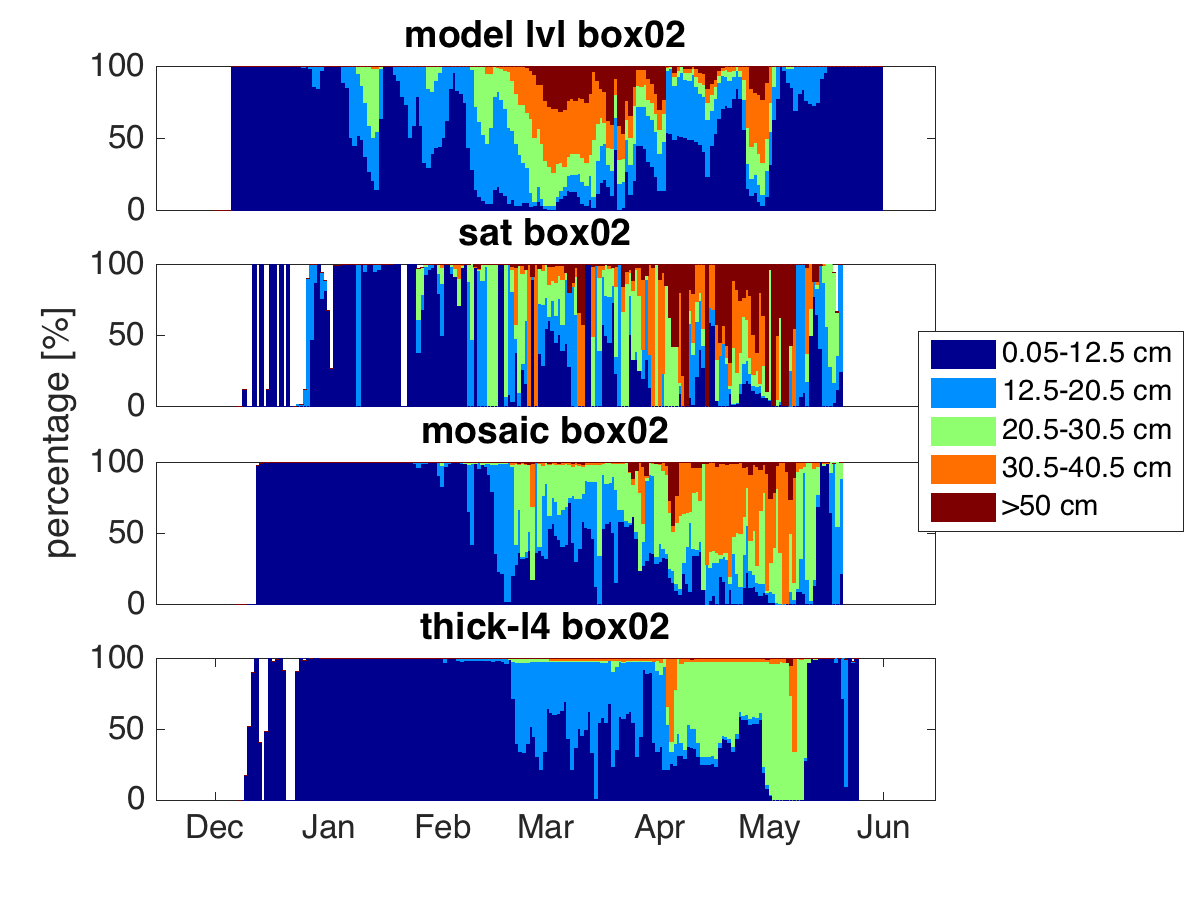 model lvl box02
100
50
0
sat box02
100
50
0
mosaic box02
100
50
0
thick-l4 box02
100
50
0
Dec Jan Feb Mar Apr May Jun
percentage [%]
0.05-12.5 cm
12.5-20.5 cm
20.5-30.5 cm
30.5-40.5 cm
>50 cm